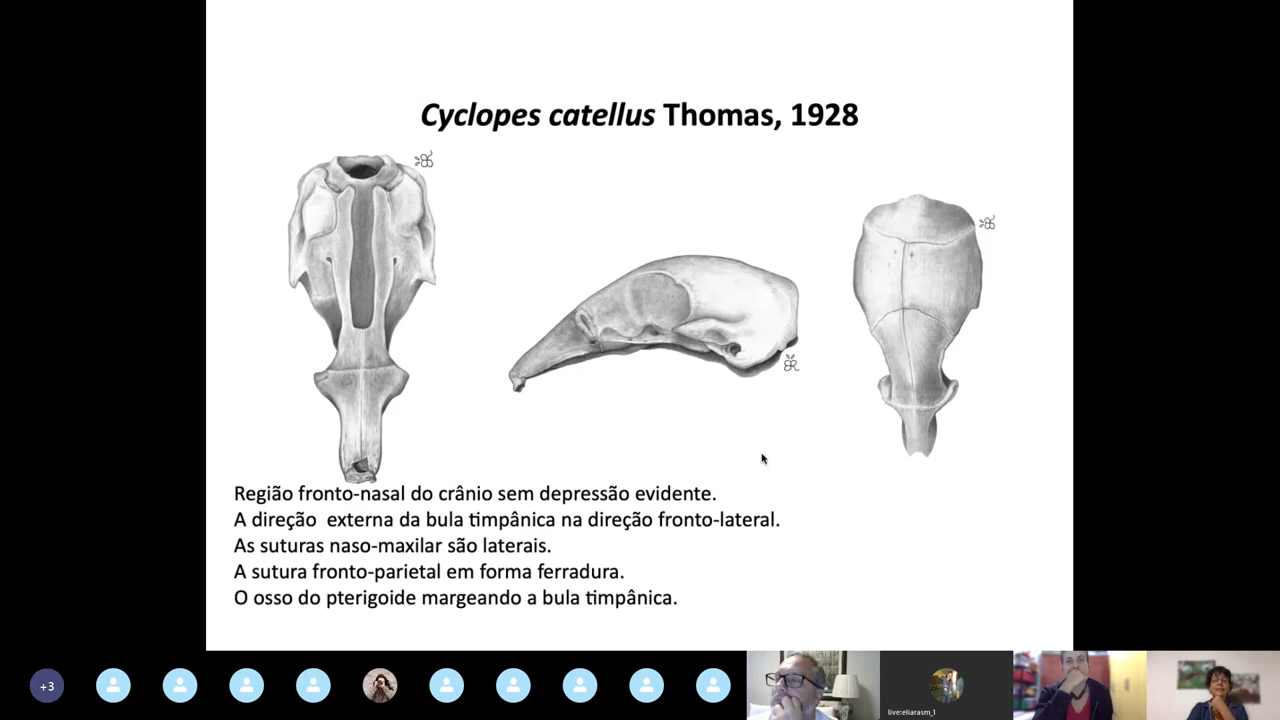 Cyclopes catellus Thomas, 1928
Região fronto-nasal do crânio sem depressão evidente.
A direção  externa da bula timpânica na direção fronto-lateral.
As suturas naso-maxilar são laterais.
A sutura fronto-parietal em forma ferradura.
O osso do pterigoide margeando a bula timpânica.
+3
live:eliarasm_1